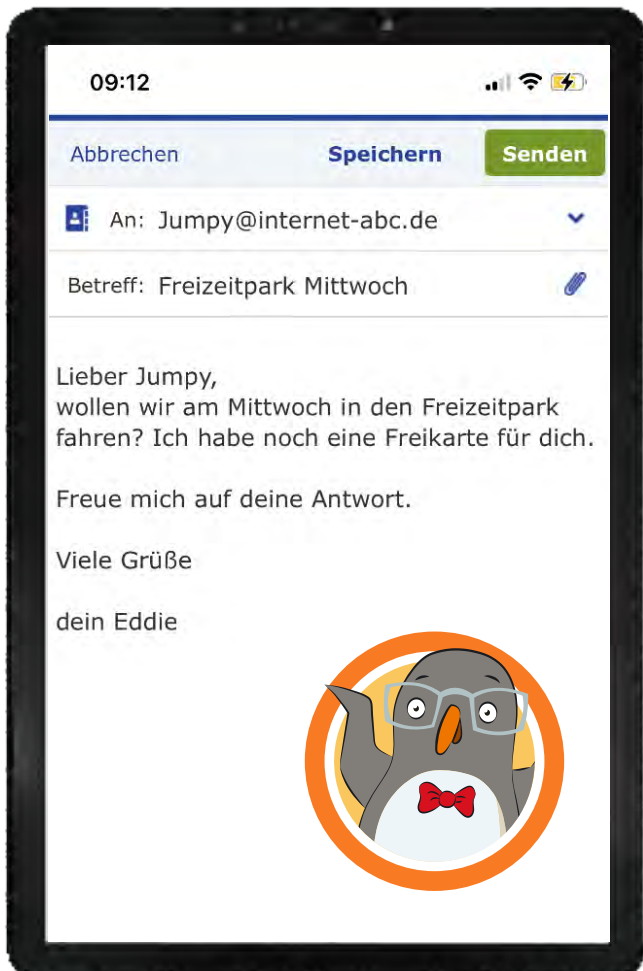 09:12
Abbrechen Speichern Senden
An: Jumpy@internet-abc.de
Betreff: Freizeitpark Mittwoch
Lieber Jumpy,
wollen wir am Mittwoch in den Freizeitpark
fahren? Ich habe noch eine Freikarte für dich.
Freue mich auf deine Antwort.
Viele Grüße
dein Eddie